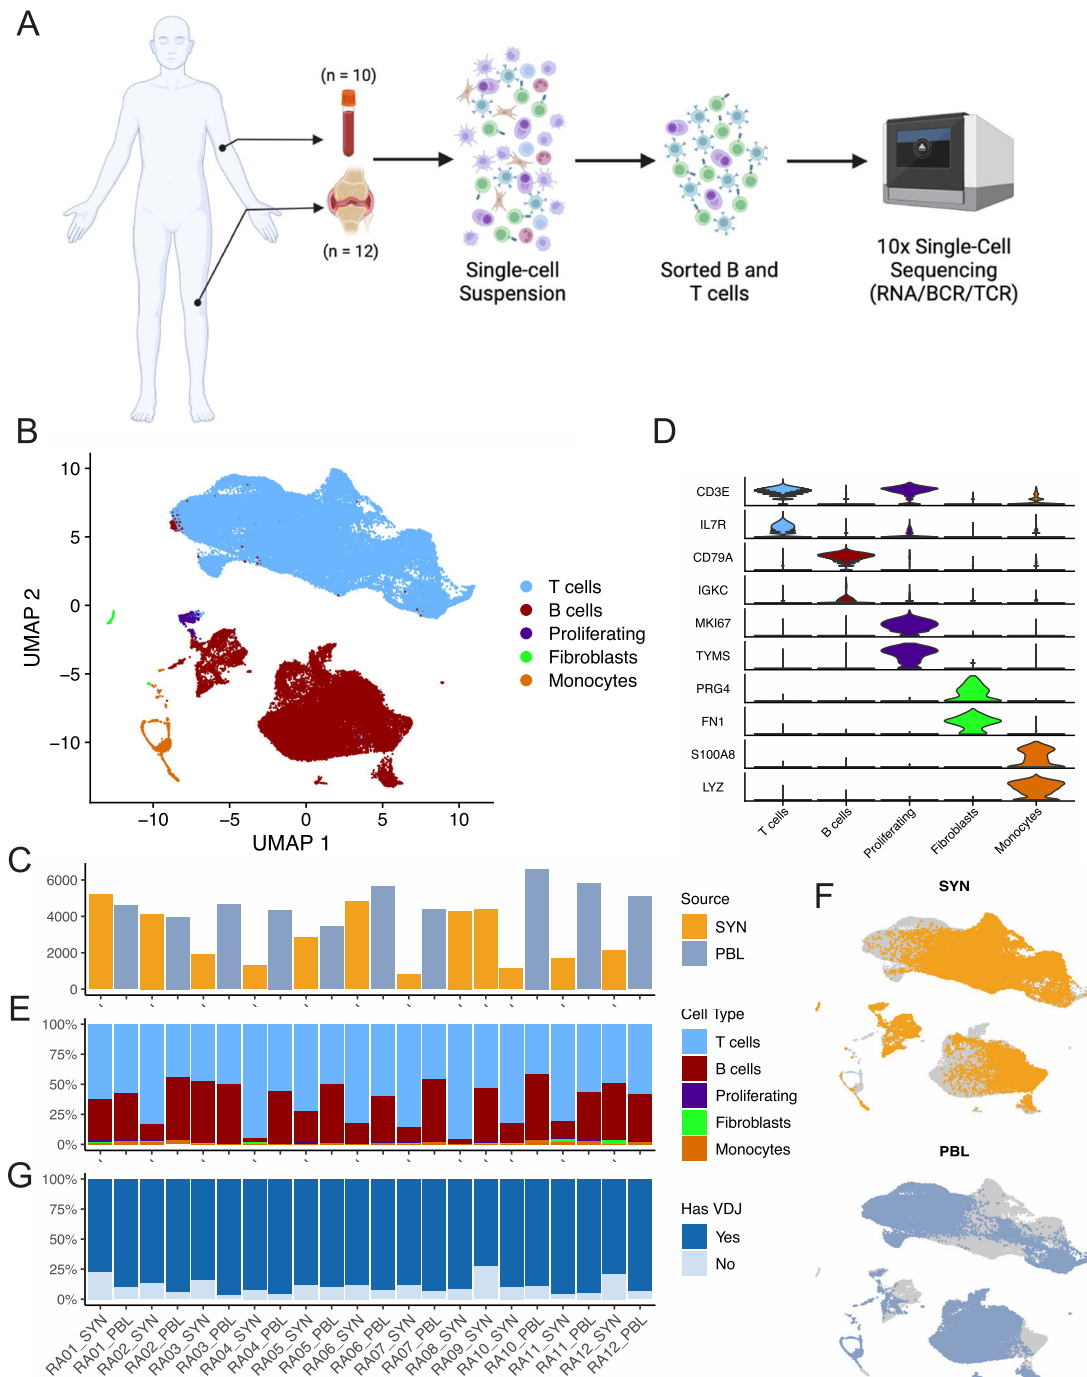 A
(n = 10)
(n = 12)
Single-cell
Suspension
Sorted B and
T cells
10x Single-Cell
Sequencing
(RNA/BCR/TCR)
B
UMAP 2
10
5
0
−5
−10
−10
−5
0
5
10
UMAP 1
T cells
B cells
Proliferating
Fibroblasts
Monocytes
D
CD3E
IL7R
CD79A
IGKC
MKI67
TYMS
PRG4
FN1
S100A8
LYZ
T cells
B cells
Proliferating
Fibroblasts
Monocytes
C
6000
4000
2000
0
Source
SYN
PBL
E
100%
75%
50%
25%
0%
Cell Type
T cells
B cells
Proliferating
Fibroblasts
Monocytes
G
100%
75%
50%
25%
0%
Has VDJ
Yes
No
RA01_SYN
RA01_PBL
RA02_SYN
RA02_PBL
RA03_SYN
RA03_PBL
RA04_SYN
RA04_PBL
RA05_SYN
RA05_PBL
RA06_SYN
RA06_PBL
RA07_SYN
RA07_PBL
RA08_SYN
RA09_SYN
RA10_SYN
RA10_PBL
RA11_SYN
RA11_PBL
RA12_SYN
RA12_PBL
F
SYN
PBL